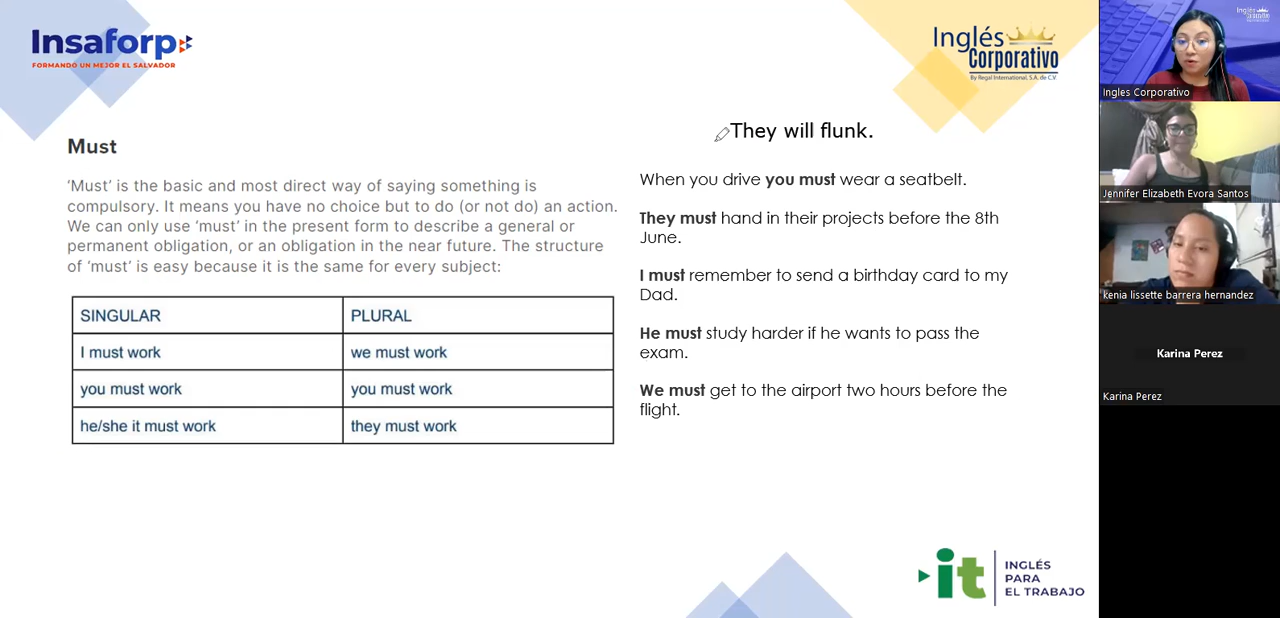 Insaforp
FORMANDO UN MEJOR EL SALVADOR
Inglés
Corporativo
By Regal International, S.A. de C.V.
Must
‘Must’ is the basic and most direct way of saying something is
compulsory. It means you have no choice but to do (or not do) an action.
We can only use ‘must’ in the present form to describe a general or
permanent obligation, or an obligation in the near future. The structure
of ‘must’ is easy because it is the same for every subject:
SINGULAR PLURAL
I must work we must work
you must work you must work
he/she it must work they must work
They will flunk.
When you drive you must wear a seatbelt.
They must hand in their projects before the 8th
June.
I must remember to send a birthday card to my
Dad.
He must study harder if he wants to pass the
exam.
We must get to the airport two hours before the
flight.
it
INGLÉS
PARA
EL TRABAJO
Inglés
Corporativo
Ingles Corporativo
Jennifer Elizabeth Evora Santos
kenia lissette barrera hernandez
Karina Perez
Karina Perez